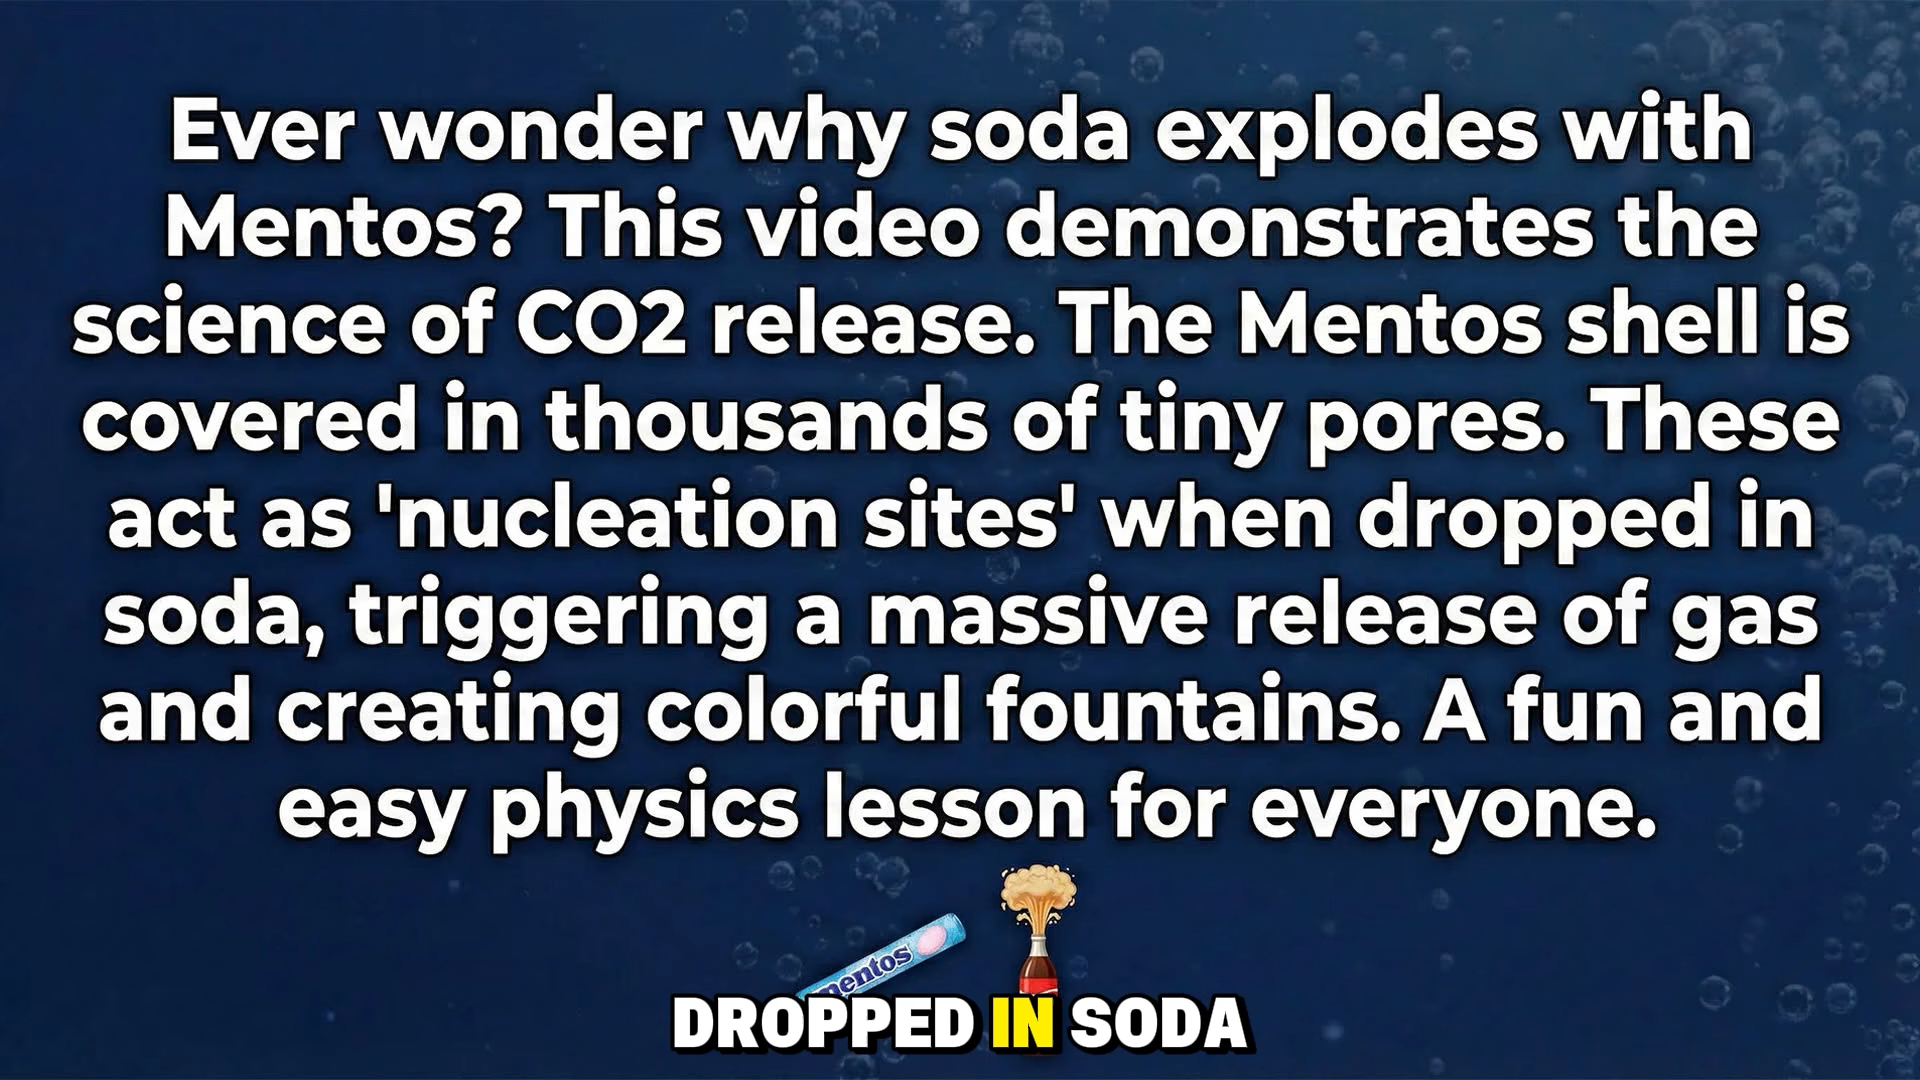 Ever wonder why soda explodes with
Mentos? This video demonstrates the
science of CO2 release. The Mentos shell is
covered in thousands of tiny pores. These
act as 'nucleation sites' when dropped in
soda, triggering a massive release of gas
and creating colorful fountains. A fun and
easy physics lesson for everyone.
mentos
DROPPED IN SODA